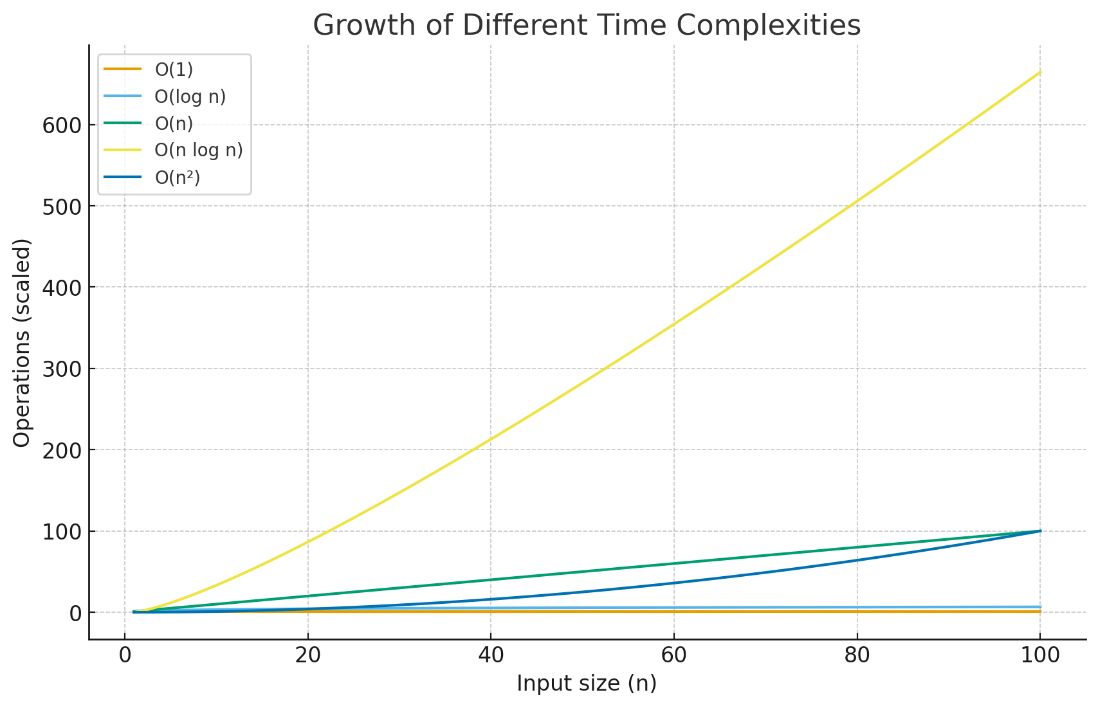 Growth of Different Time Complexities
O(1)
O(log n)
O(n)
O(n log n)
O(n²)
Operations (scaled)
600
500
400
300
200
100
0
0 20 40 60 80 100
Input size (n)